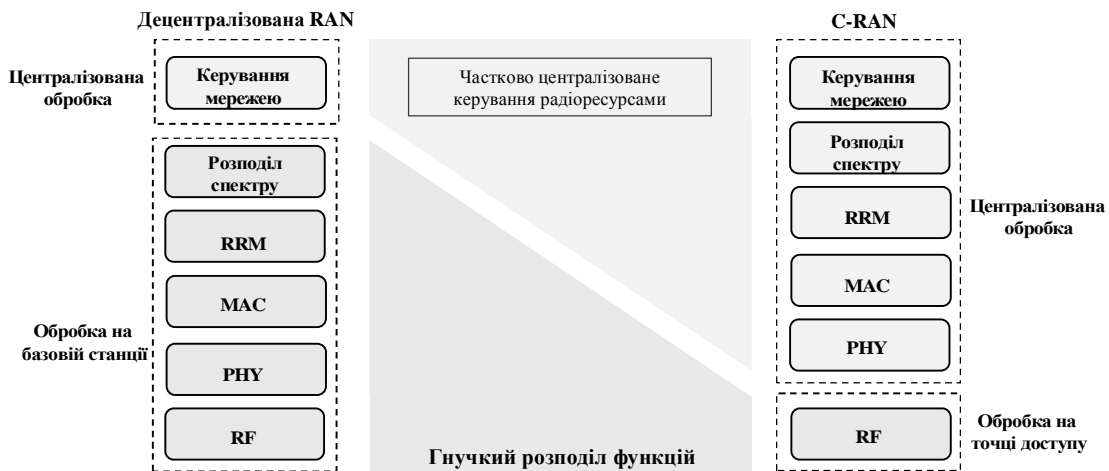 Децентралізована RAN
C-RAN
Централізована
обробка
Керування
мережею
Розподіл
спектру
RRM
MAC
PHY
RF
Обробка на
базовій станції
Частково централізоване
керування радіоресурсами
Гнучкий розподіл функцій
Керування
мережею
Розподіл
спектру
RRM
MAC
PHY
RF
Централізована
обробка
Обробка на
точці доступу